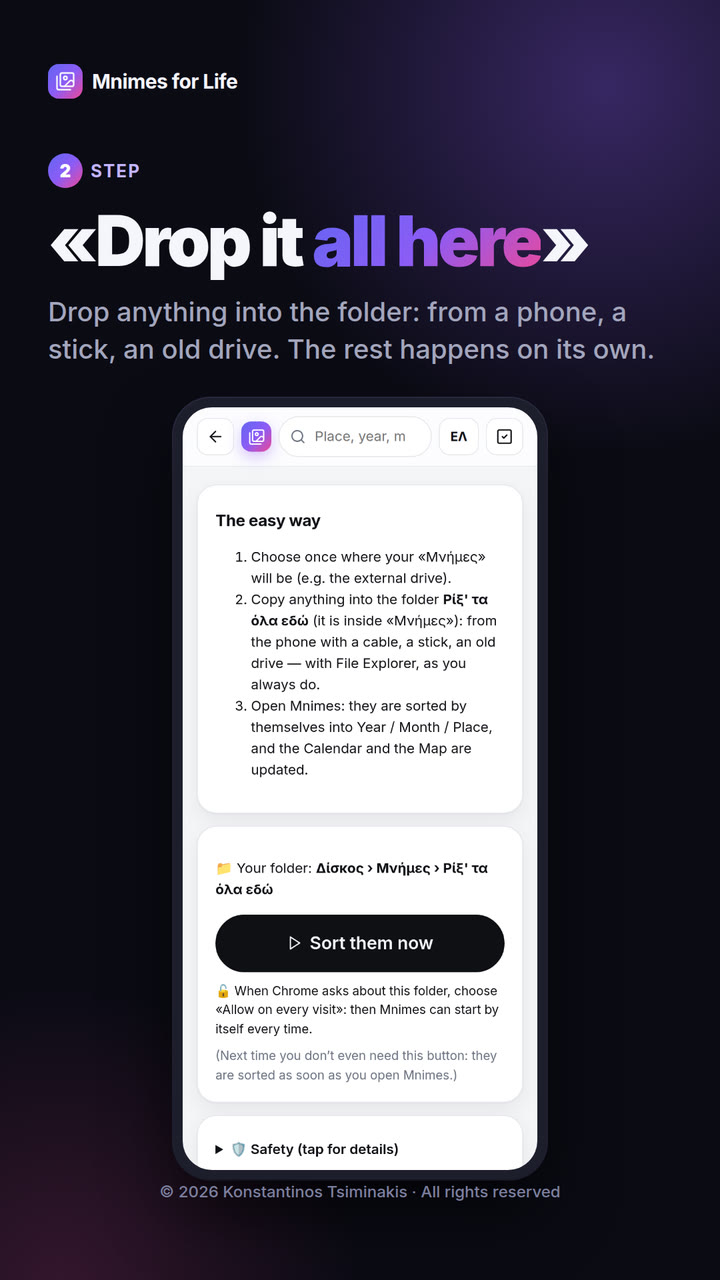 Mnimes for Life
2 STEP
«Drop it all here»
Drop anything into the folder: from a phone, a
stick, an old drive. The rest happens on its own.
Place, year, m
ΕΛ
The easy way
1. Choose once where your «Μνήμες»
will be (e.g. the external drive).
2. Copy anything into the folder Ρίξ' τα
όλα εδώ (it is inside «Μνήμες»): from
the phone with a cable, a stick, an old
drive — with File Explorer, as you
always do.
3. Open Mnimes: they are sorted by
themselves into Year / Month / Place,
and the Calendar and the Map are
updated.
📁 Your folder: Δίσκος › Μνήμες › Ρίξ' τα
όλα εδώ
Sort them now
🔓 When Chrome asks about this folder, choose
«Allow on every visit»: then Mnimes can start by
itself every time.
(Next time you don’t even need this button: they
are sorted as soon as you open Mnimes.)
▶ 🛡️ Safety (tap for details)
© 2026 Konstantinos Tsiminakis · All rights reserved